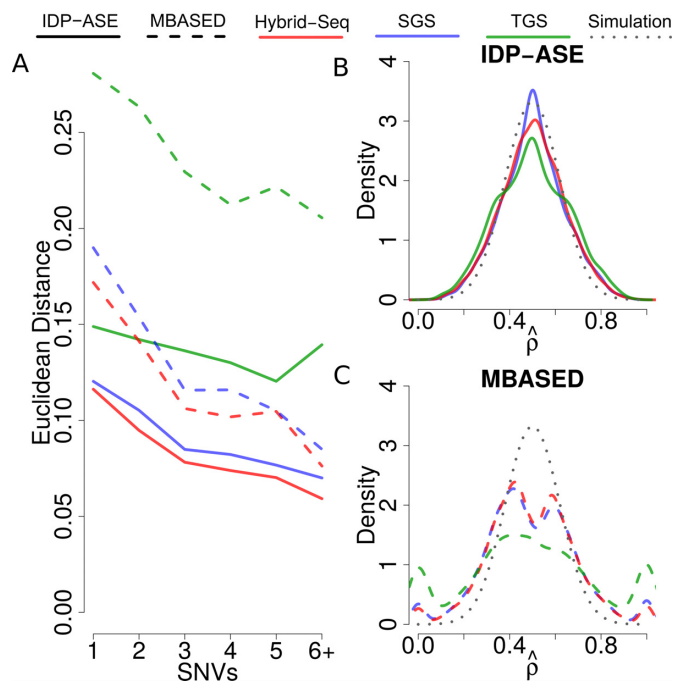 IDP−ASE MBASED Hybrid−Seq SGS TGS Simulation
A
Euclidean Distance
0.25
0.20
0.15
0.10
0.05
0.00
1 2 3 4 5 6+
SNVs
B
IDP−ASE
Density
4
3
2
1
0
0.0 0.4 0.8
ρ̂
C
MBASED
Density
4
3
2
1
0
0.0 0.4 0.8
ρ̂